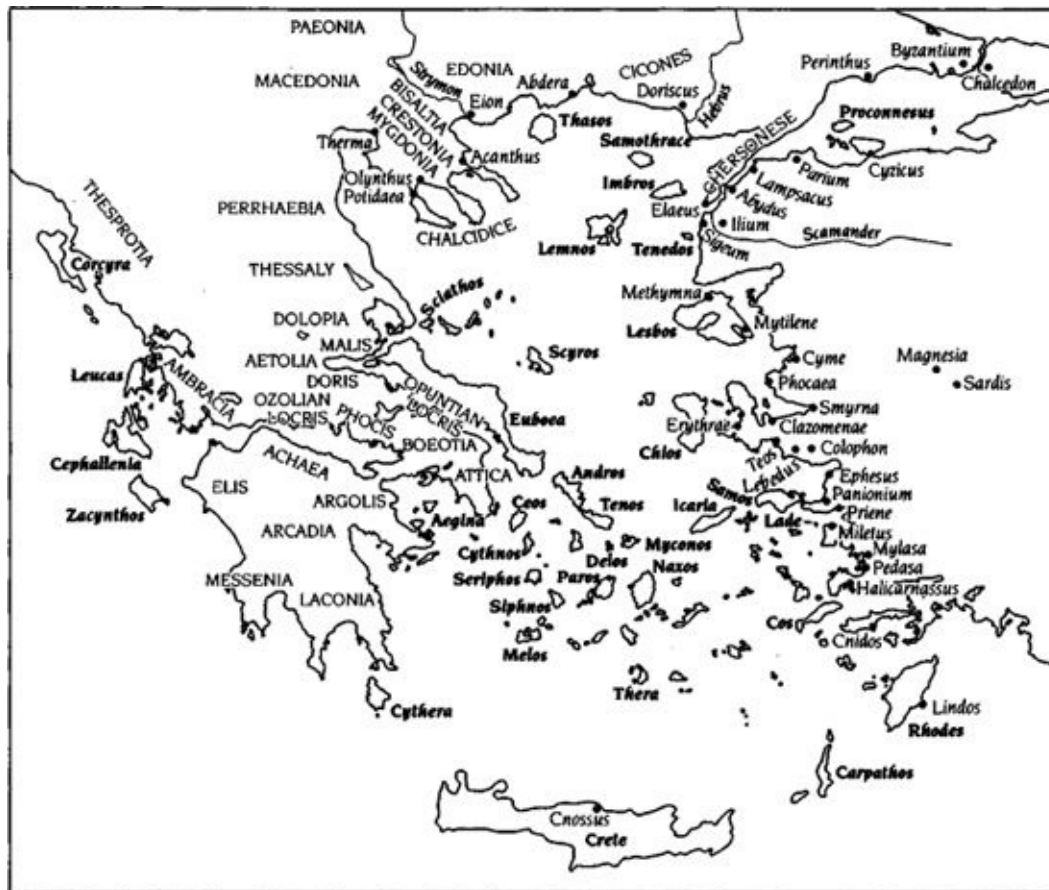 PAEONIA
MACEDONIA
Strymon
EDONIA
Abdera
CICONES
Doriscus
Hebrus
Perinthus
Byzantium
Chalcedon
BISALTIA
CRESTONIA
MYGDONIA
Eion
Thasos
Samothrace
Proconnesus
Therma
Acanthus
Imbros
GHERSONESE
Parium
Cyzicus
Lampsacus
Olynthus
Potidaea
Abydus
Elaeus
Ilium
Scamander
Sigeum
PERRHAEBIA
CHALCIDICE
Lemnos
Tenedos
THESPROTIA
Corcyra
THESSALY
Sciathos
Methymna
DOLOPIA
MALIS
Lesbos
Mytilene
AETOLIA
Scyros
Cyme
Magnesia
Sardis
Leucas
AMBRACIA
DORIS
OPUNTIAN
LOCRIS
Euboea
Phocaea
OZOLIAN
LOCRIS
PHOCIS
BOEOTIA
Smyrna
Erythrae
Clazomenae
Chios
Colophon
Teos
Lebedus
Cephallenia
ACHAEA
ATTICA
Andros
Ephesus
ELIS
ARGOLIS
Ceos
Tenos
Icaria
Samos
Panionium
Zacynthos
Aegina
Lade
Priene
ARCADIA
Miletus
Cythnos
Delos
Myconos
Mylasa
Seriphos
Paros
Naxos
Pedasa
MESSENIA
LACONIA
Siphnos
Halicarnassus
Cos
Cnidos
Melos
Thera
Cythera
Lindos
Rhodes
Carpathos
Cnossus
Crete